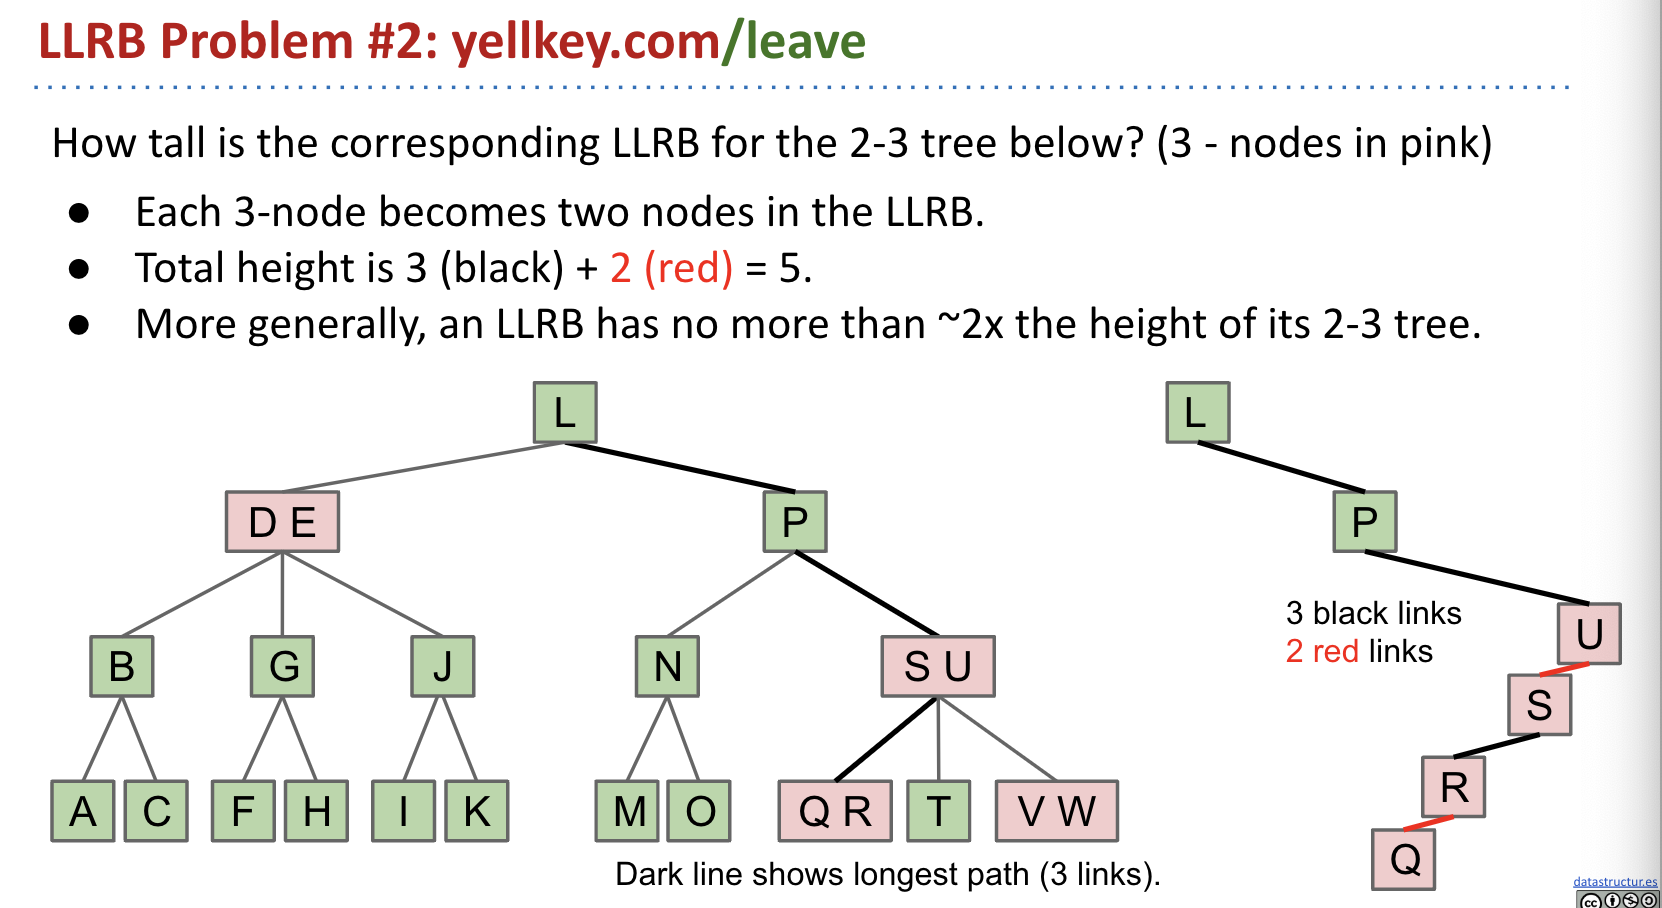 LLRB Problem #2: yellkey.com/leave
How tall is the corresponding LLRB for the 2-3 tree below? (3 - nodes in pink)
● Each 3-node becomes two nodes in the LLRB.
● Total height is 3 (black) + 2 (red) = 5.
● More generally, an LLRB has no more than ~2x the height of its 2-3 tree.
L
D E
P
B
G
J
N
S U
A
C
F
H
I
K
M
O
Q R
T
V W
Dark line shows longest path (3 links).
L
P
3 black links
2 red links
U
S
R
Q
datastructur.es
cc